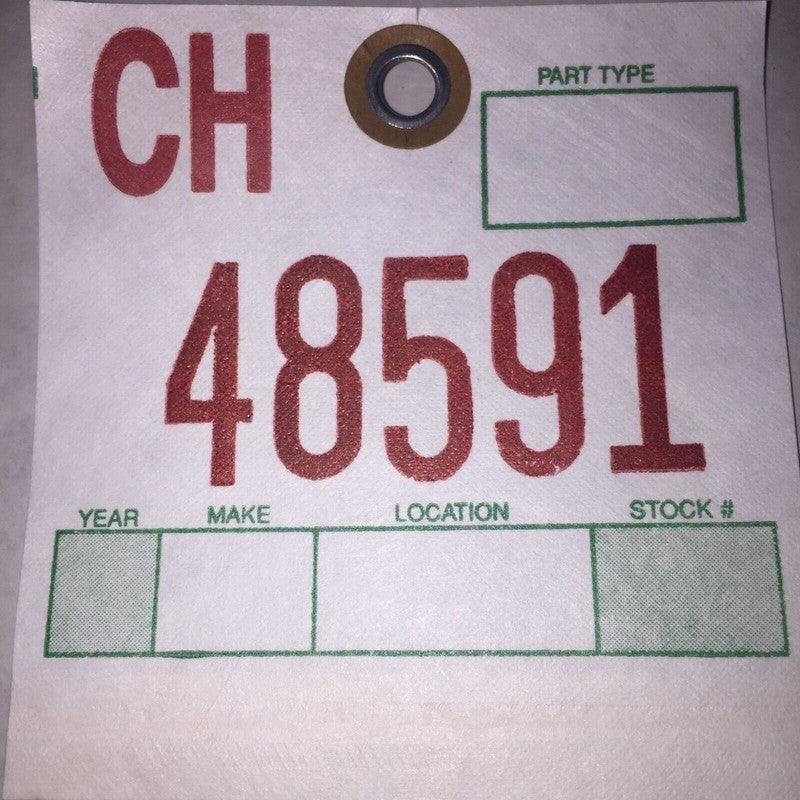 CH
PART TYPE
48591
YEAR MAKE LOCATION STOCK #